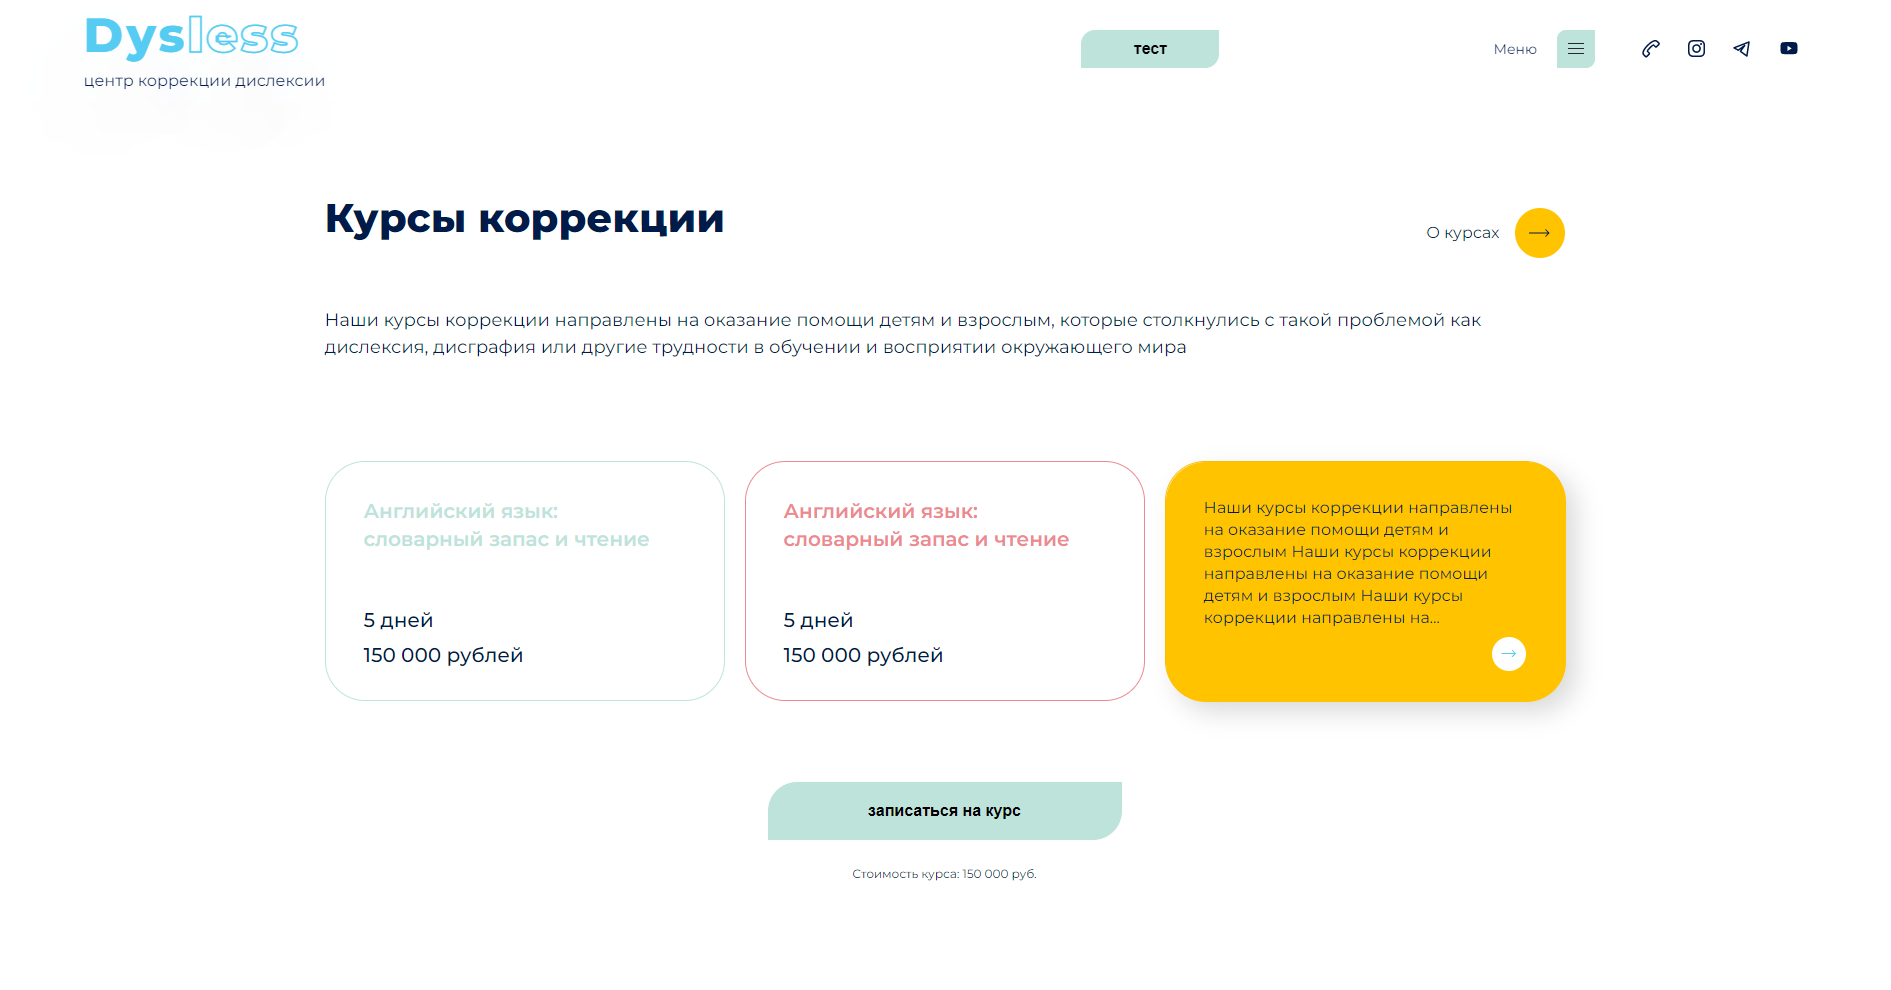 Dysless
центр коррекции дислексии
тест
Меню
Курсы коррекции
О курсах
Наши курсы коррекции направлены на оказание помощи детям и взрослым, которые столкнулись с такой проблемой как
дислексия, дисграфия или другие трудности в обучении и восприятии окружающего мира
Английский язык:
словарный запас и чтение
5 дней
150 000 рублей
Английский язык:
словарный запас и чтение
5 дней
150 000 рублей
Наши курсы коррекции направлены
на оказание помощи детям и
взрослым Наши курсы коррекции
направлены на оказание помощи
детям и взрослым Наши курсы
коррекции направлены на...
записаться на курс
Стоимость курса: 150 000 руб.